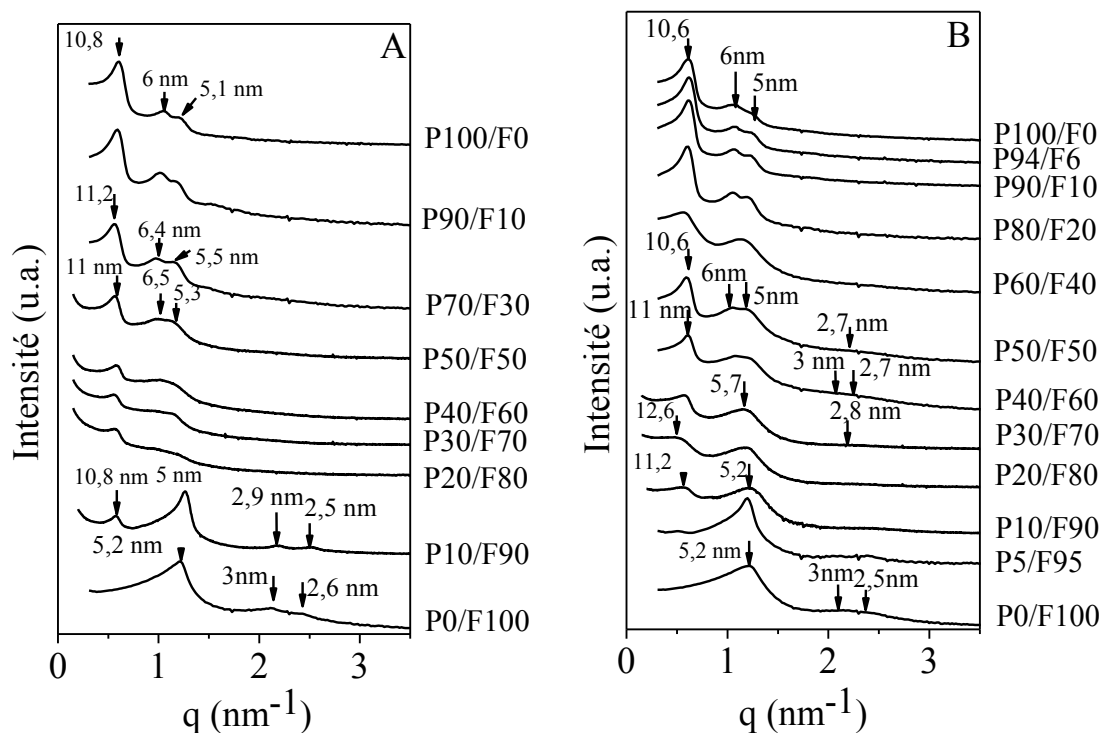 A
10,8
6 nm
5,1 nm
P100/F0
P90/F10
11,2
6,4 nm
5,5 nm
P70/F30
11 nm
6,5
5,3
P50/F50
P40/F60
P30/F70
P20/F80
10,8 nm
5 nm
2,9 nm
2,5 nm
P10/F90
5,2 nm
3nm
2,6 nm
P0/F100
Intensité (u.a.)
0
1
2
3
q (nm-1)
B
10,6
6nm
5nm
P100/F0
P94/F6
P90/F10
P80/F20
P60/F40
10,6
6nm
5nm
2,7 nm
P50/F50
11 nm
3 nm
2,7 nm
P40/F60
5,7
2,8 nm
P30/F70
12,6
P20/F80
11,2
5,2
P10/F90
P5/F95
5,2 nm
3nm
2,5nm
P0/F100
Intensité (u.a.)
0
1
2
3
q (nm-1)